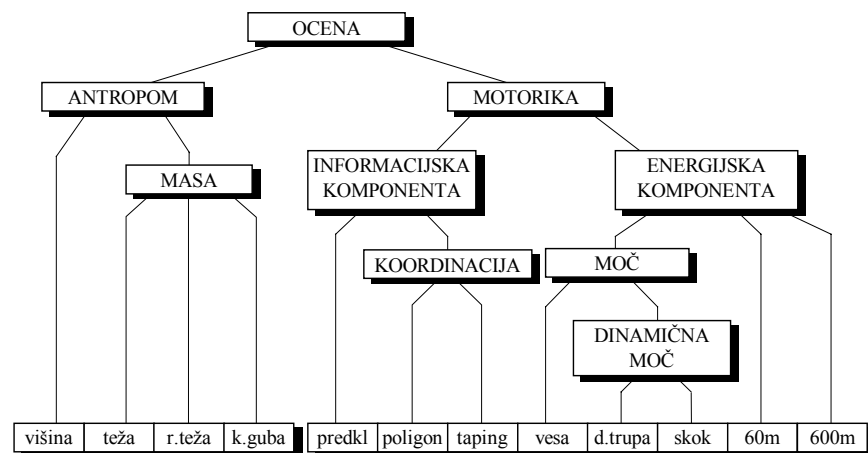 OCENA
ANTROPOM
MOTORIKA
MASA
INFORMACIJSKA
KOMPONENTA
ENERGIJSKA
KOMPONENTA
KOORDINACIJA
MOČ
DINAMIČNA
MOČ
višina
teža
r.teža
k.guba
predkl
poligon
taping
vesa
d.trupa
skok
60m
600m